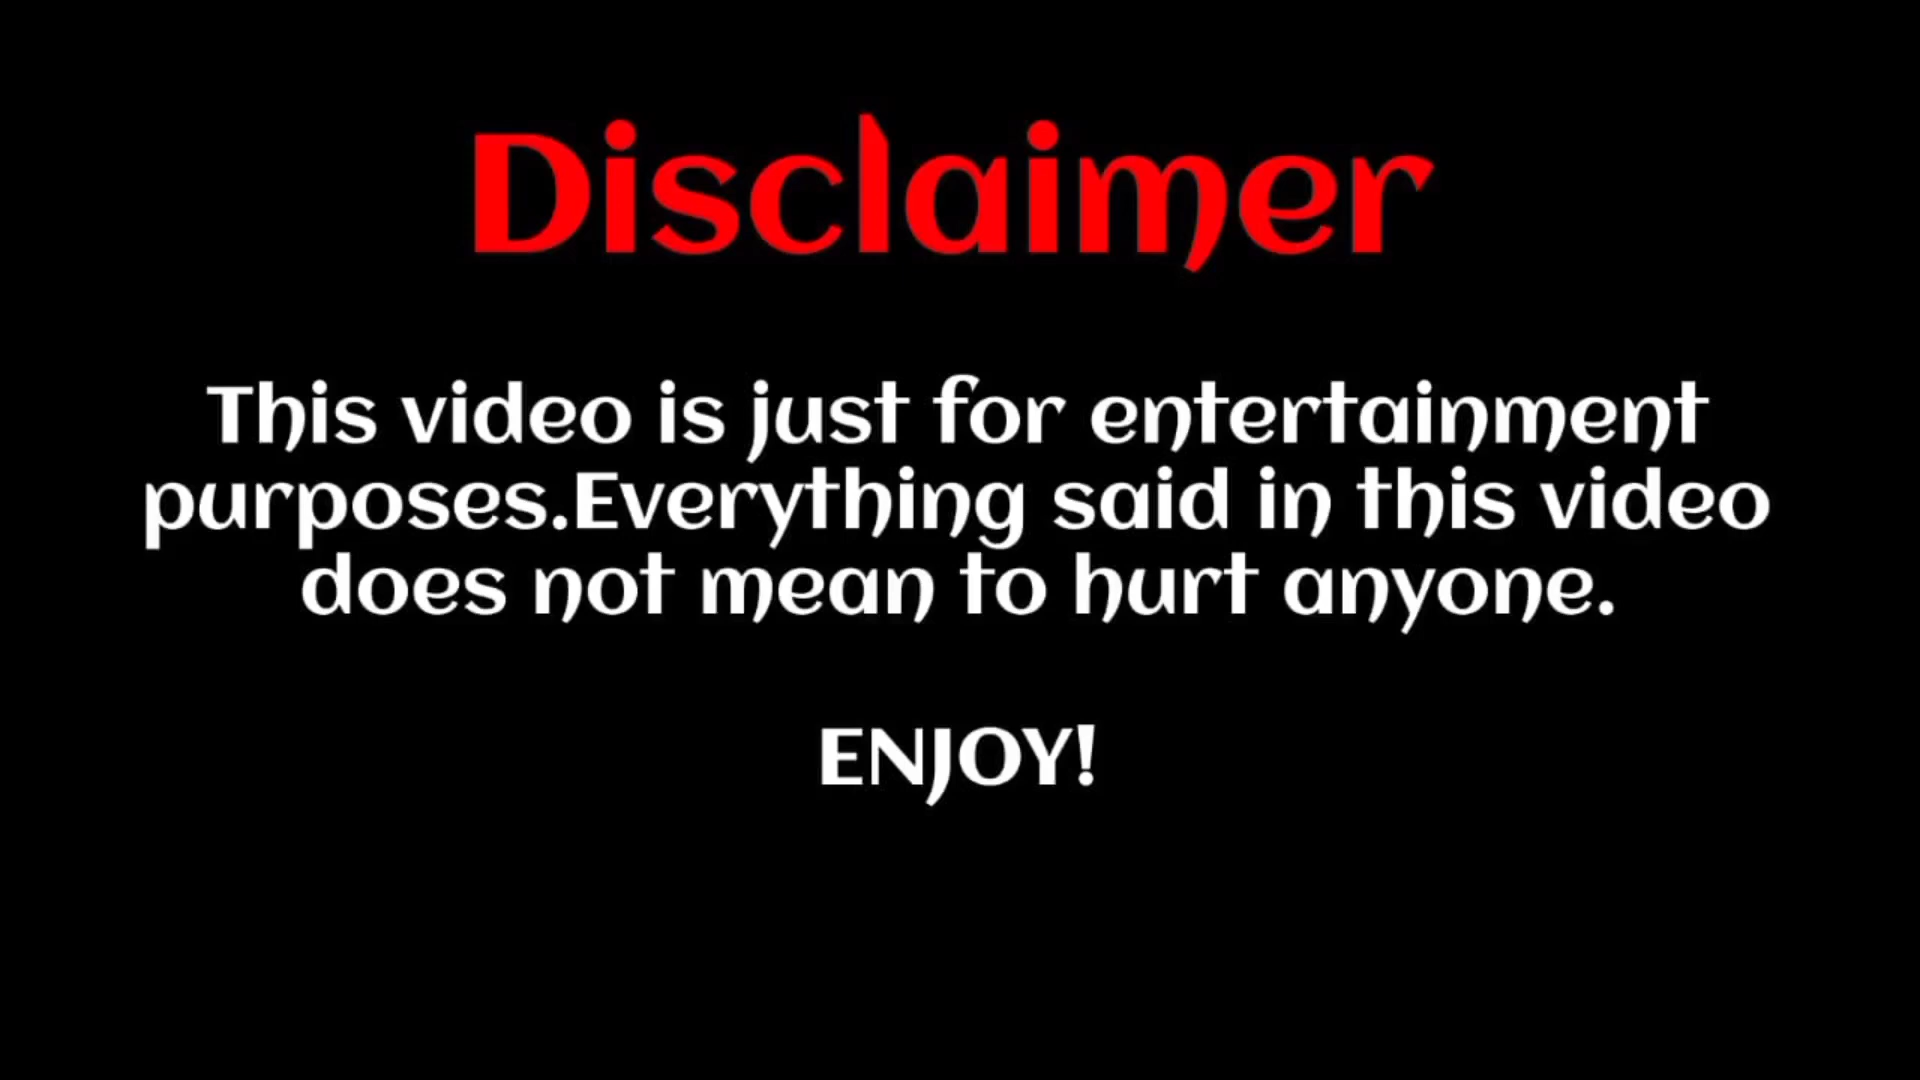 Disclaimer
This video is just for entertainment
purposes.Everything said in this video
does not mean to hurt anyone.
ENJOY!